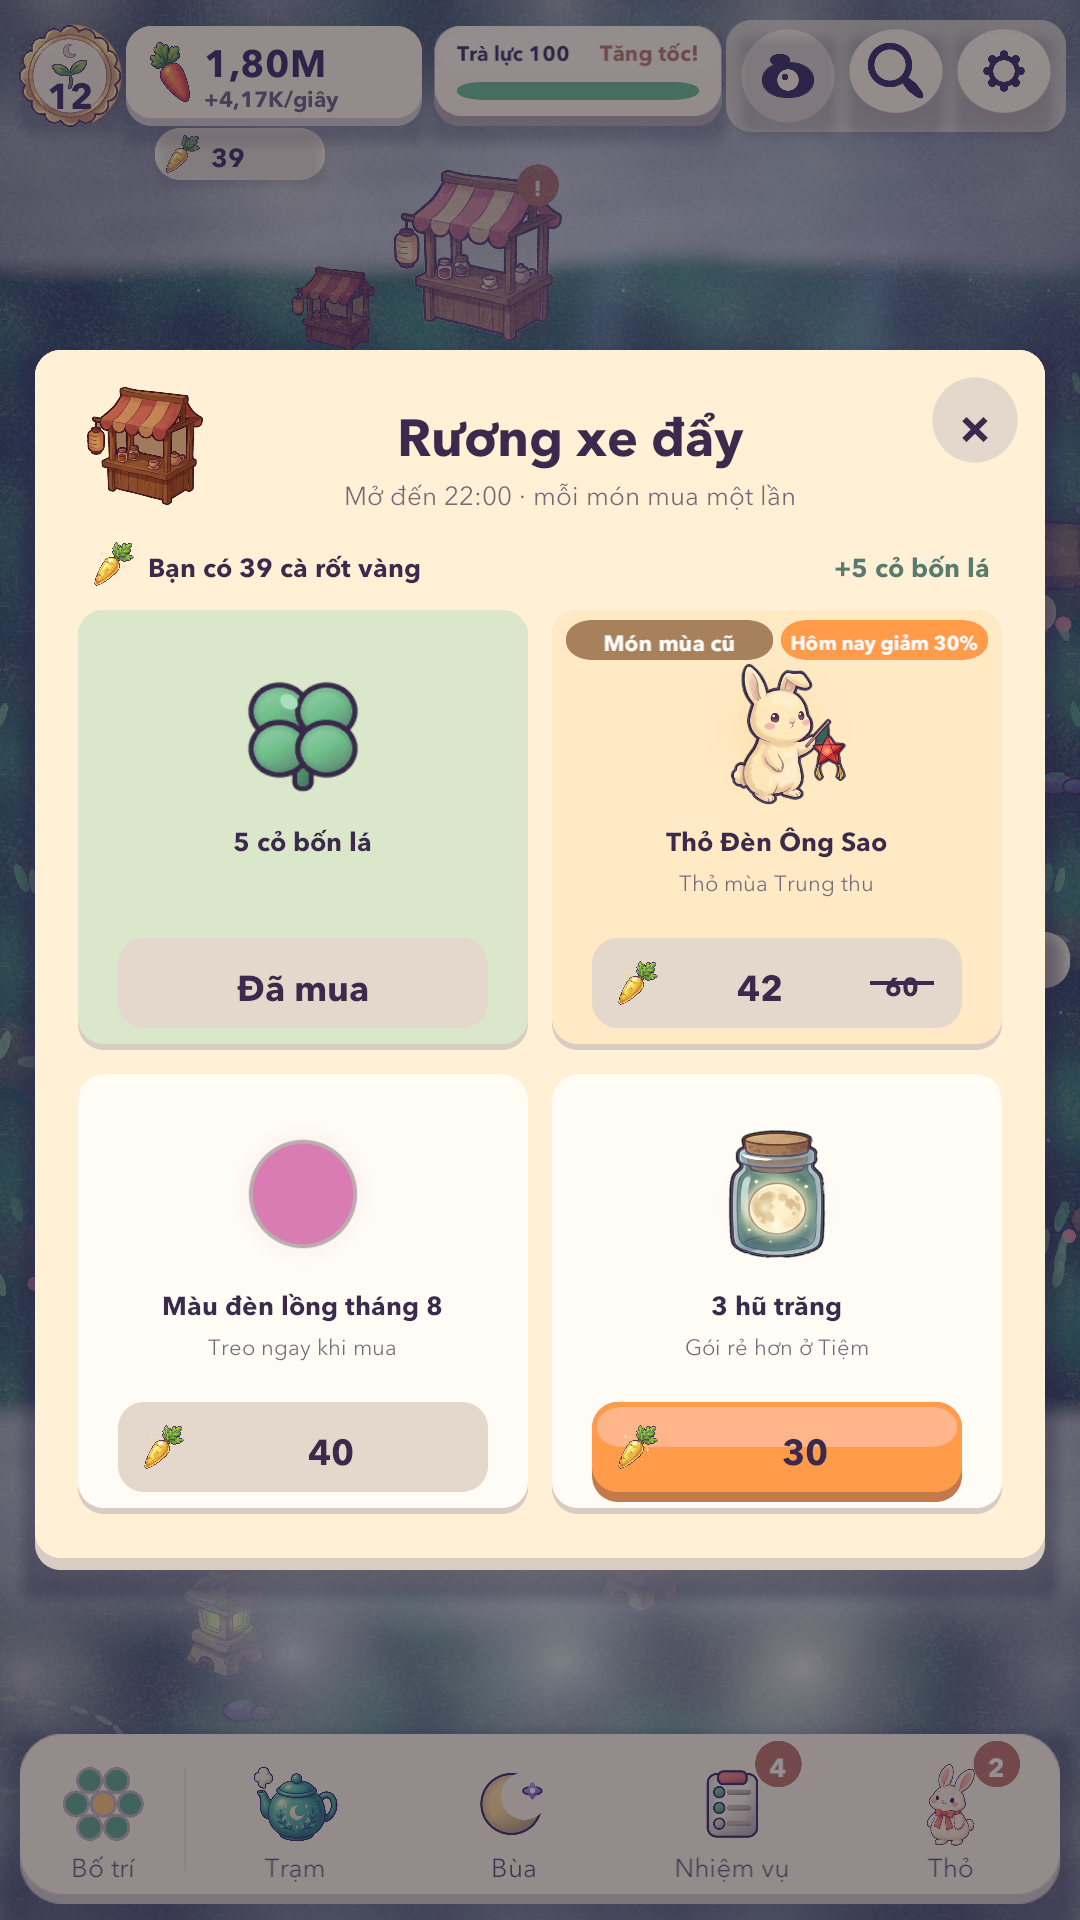 12
1,80M
+4,17K/giây
Trà lực 100 Tăng tốc!
39
!
Rương xe đẩy
×
Mở đến 22:00 · mỗi món mua một lần
Bạn có 39 cà rốt vàng
+5 cỏ bốn lá
Món mùa cũ
Hôm nay giảm 30%
5 cỏ bốn lá
Thỏ Đèn Ông Sao
Thỏ mùa Trung thu
Đã mua
42 60
Màu đèn lồng tháng 8
Treo ngay khi mua
3 hũ trăng
Gói rẻ hơn ở Tiệm
40
30
4
2
Bố trí
Trạm
Bùa
Nhiệm vụ
Thỏ